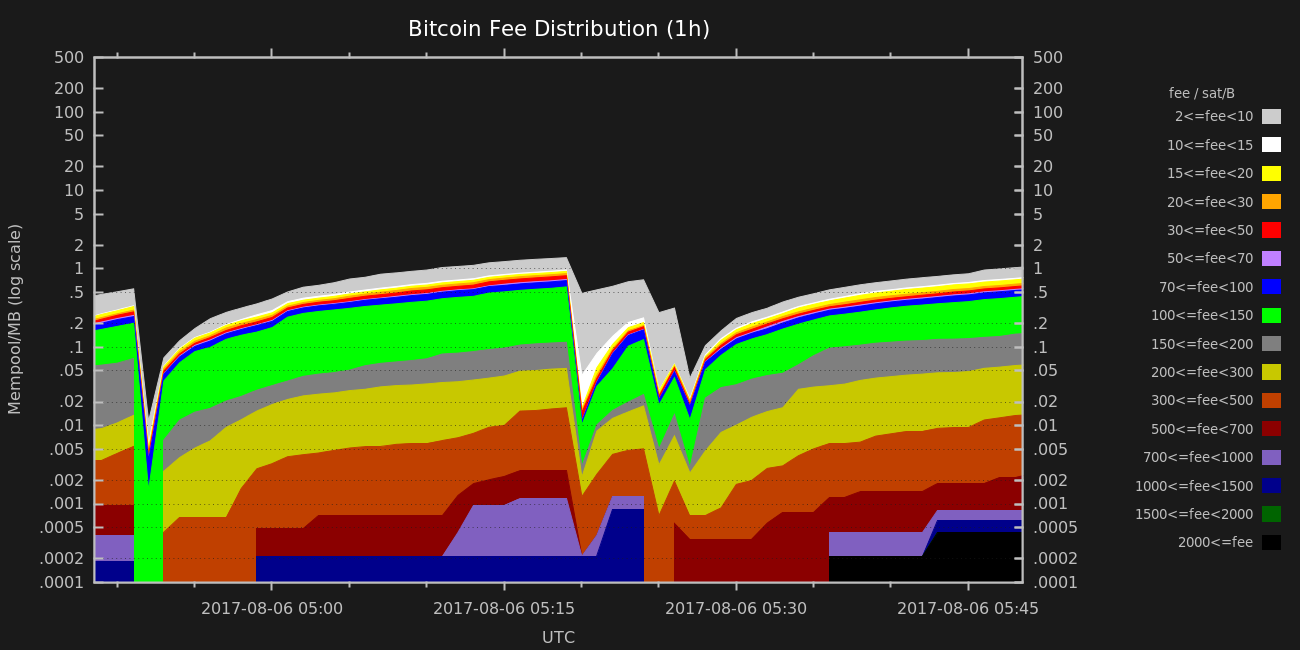 Bitcoin Fee Distribution (1h)
Mempool/MB (log scale)
500
200
100
50
20
10
5
2
1
.5
.2
.1
.05
.02
.01
.005
.002
.001
.0005
.0002
.0001
500
200
100
50
20
10
5
2
1
.5
.2
.1
.05
.02
.01
.005
.002
.001
.0005
.0002
.0001
2017-08-06 05:00
2017-08-06 05:15
2017-08-06 05:30
2017-08-06 05:45
UTC
fee / sat/B
2<=fee<10
10<=fee<15
15<=fee<20
20<=fee<30
30<=fee<50
50<=fee<70
70<=fee<100
100<=fee<150
150<=fee<200
200<=fee<300
300<=fee<500
500<=fee<700
700<=fee<1000
1000<=fee<1500
1500<=fee<2000
2000<=fee